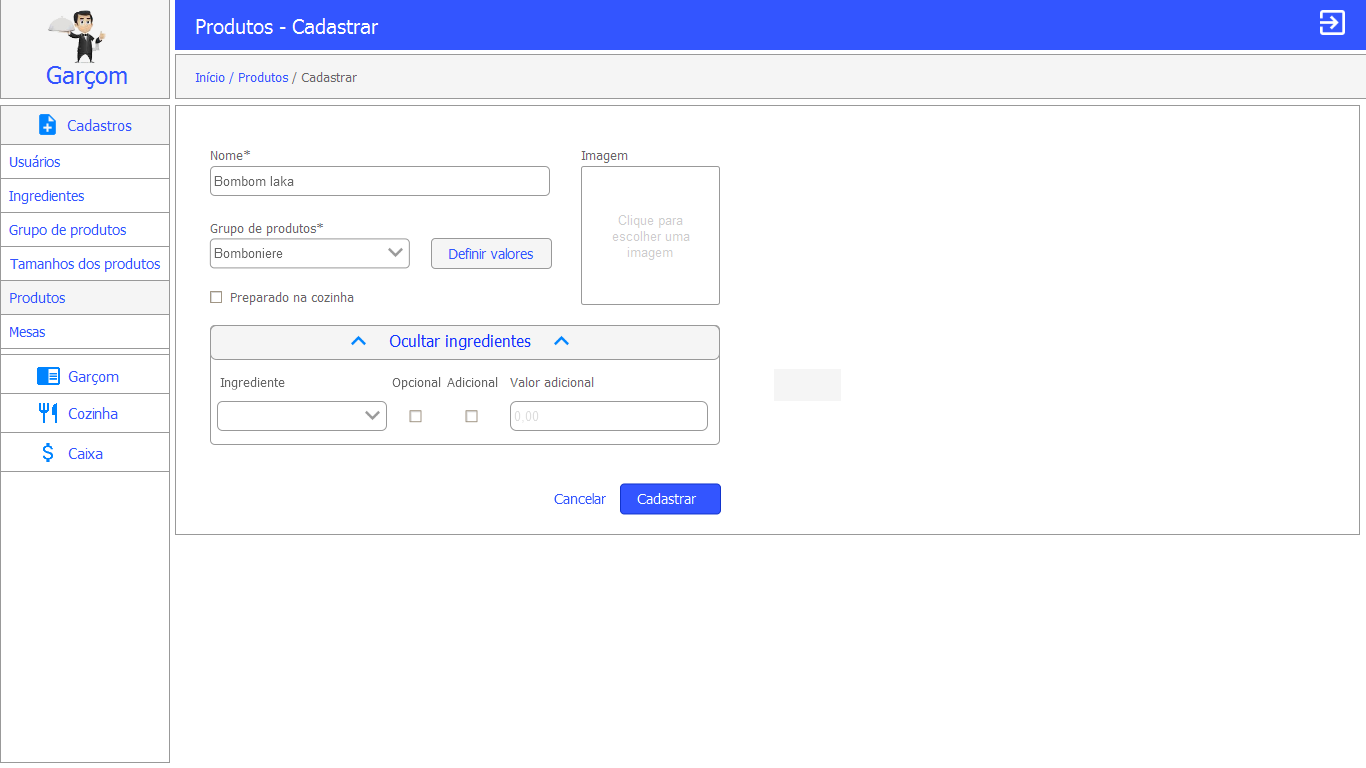 Garçom
Produtos - Cadastrar
Início / Produtos / Cadastrar
Cadastros
Usuários
Ingredientes
Grupo de produtos
Tamanhos dos produtos
Produtos
Mesas
Garçom
Cozinha
Caixa
Nome*
Bombom laka
Grupo de produtos*
Bomboniere
Definir valores
Preparado na cozinha
Imagem
Clique para
escolher uma
imagem
Ocultar ingredientes
Ingrediente Opcional Adicional Valor adicional
0,00
Cancelar Cadastrar